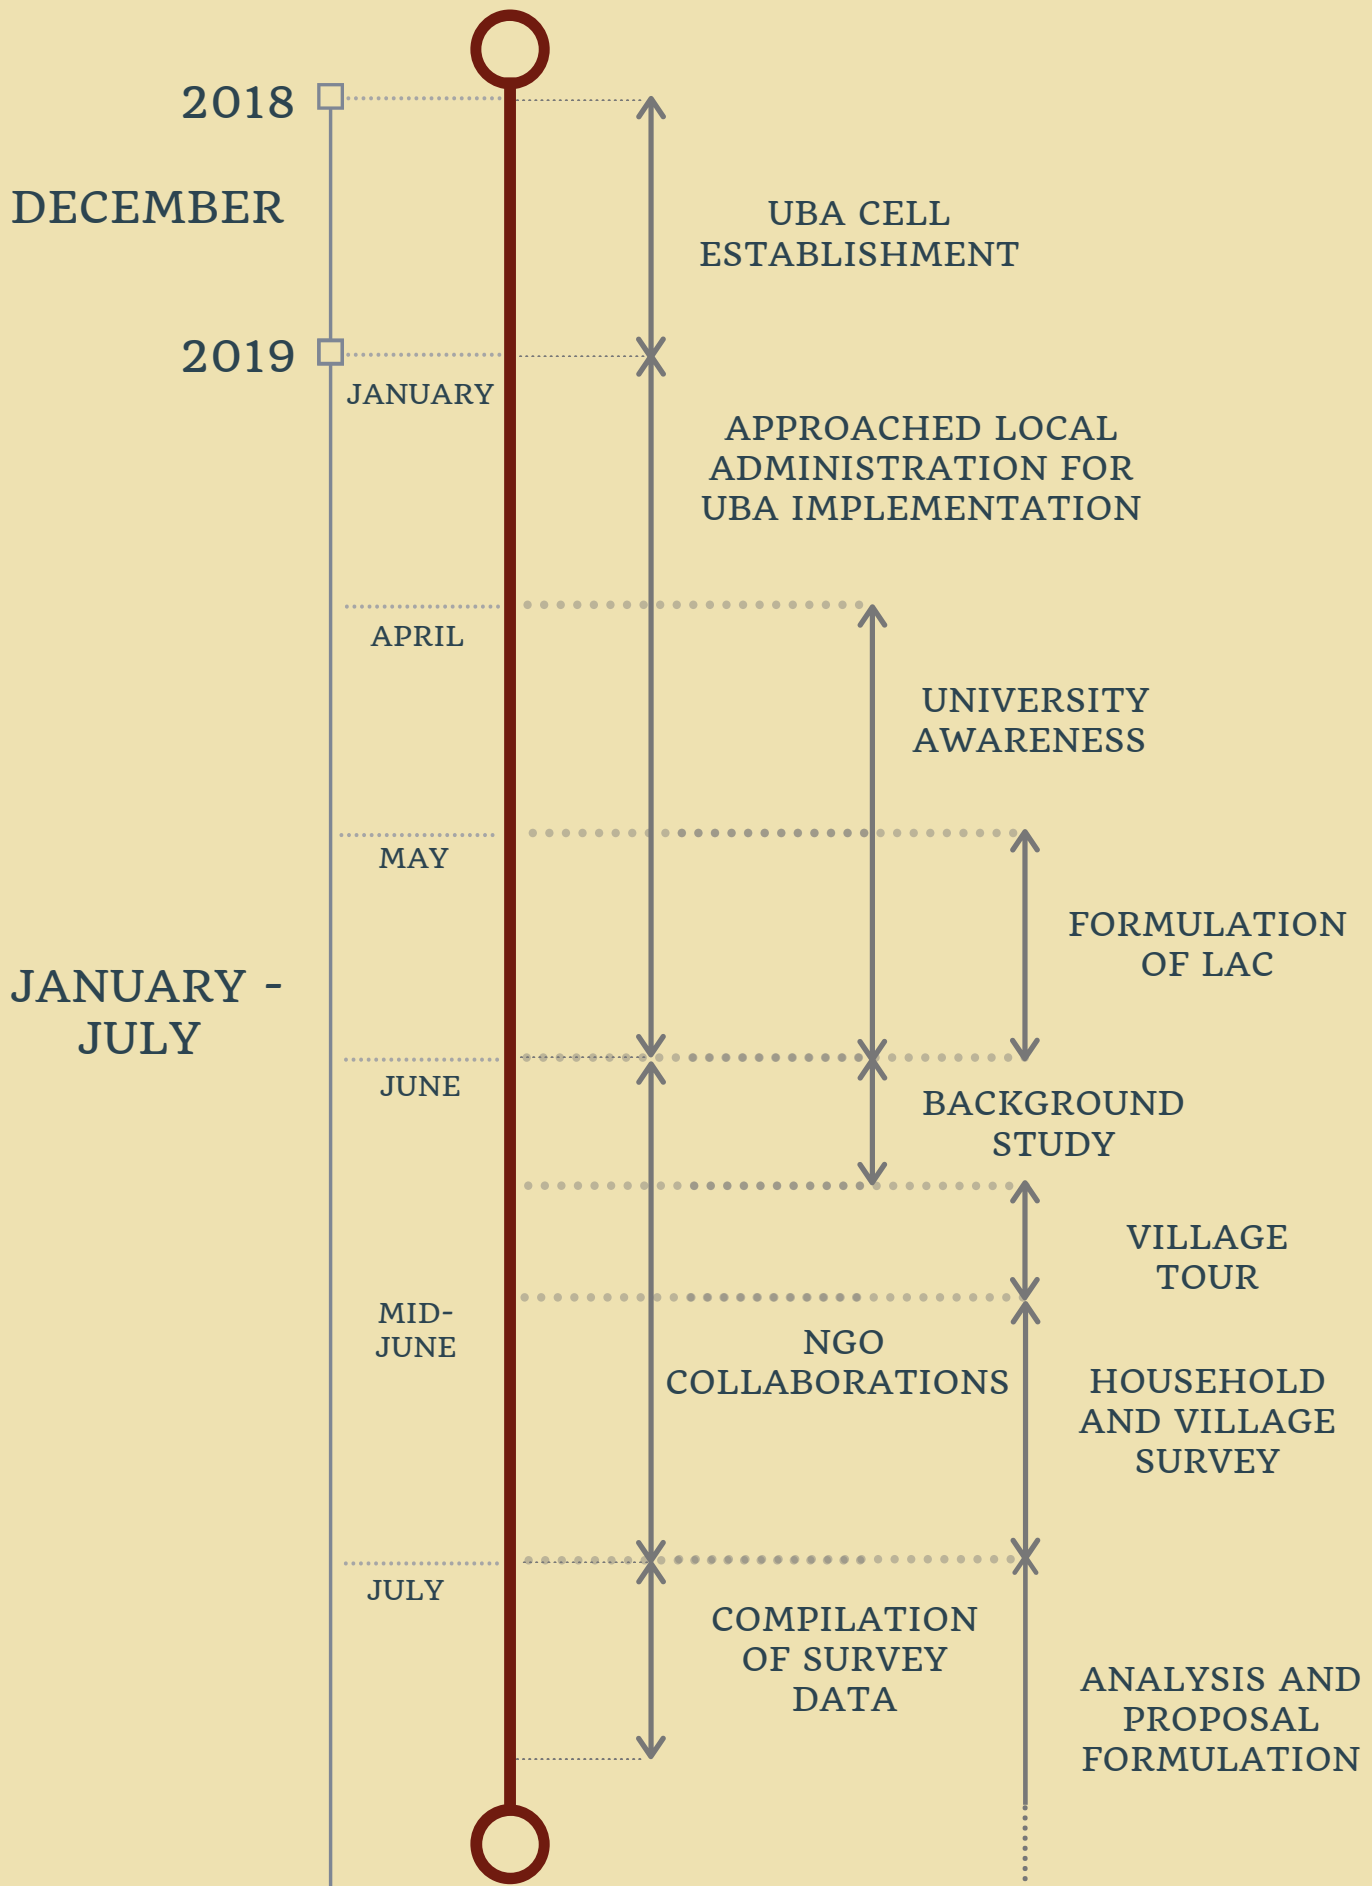 2018
DECEMBER
UBA CELL
ESTABLISHMENT
2019
JANUARY
APPROACHED LOCAL
ADMINISTRATION FOR
UBA IMPLEMENTATION
APRIL
UNIVERSITY
AWARENESS
MAY
FORMULATION
OF LAC
JANUARY -
JULY
JUNE
BACKGROUND
STUDY
VILLAGE
TOUR
MID-
JUNE
NGO
COLLABORATIONS
HOUSEHOLD
AND VILLAGE
SURVEY
JULY
COMPILATION
OF SURVEY
DATA
ANALYSIS AND
PROPOSAL
FORMULATION